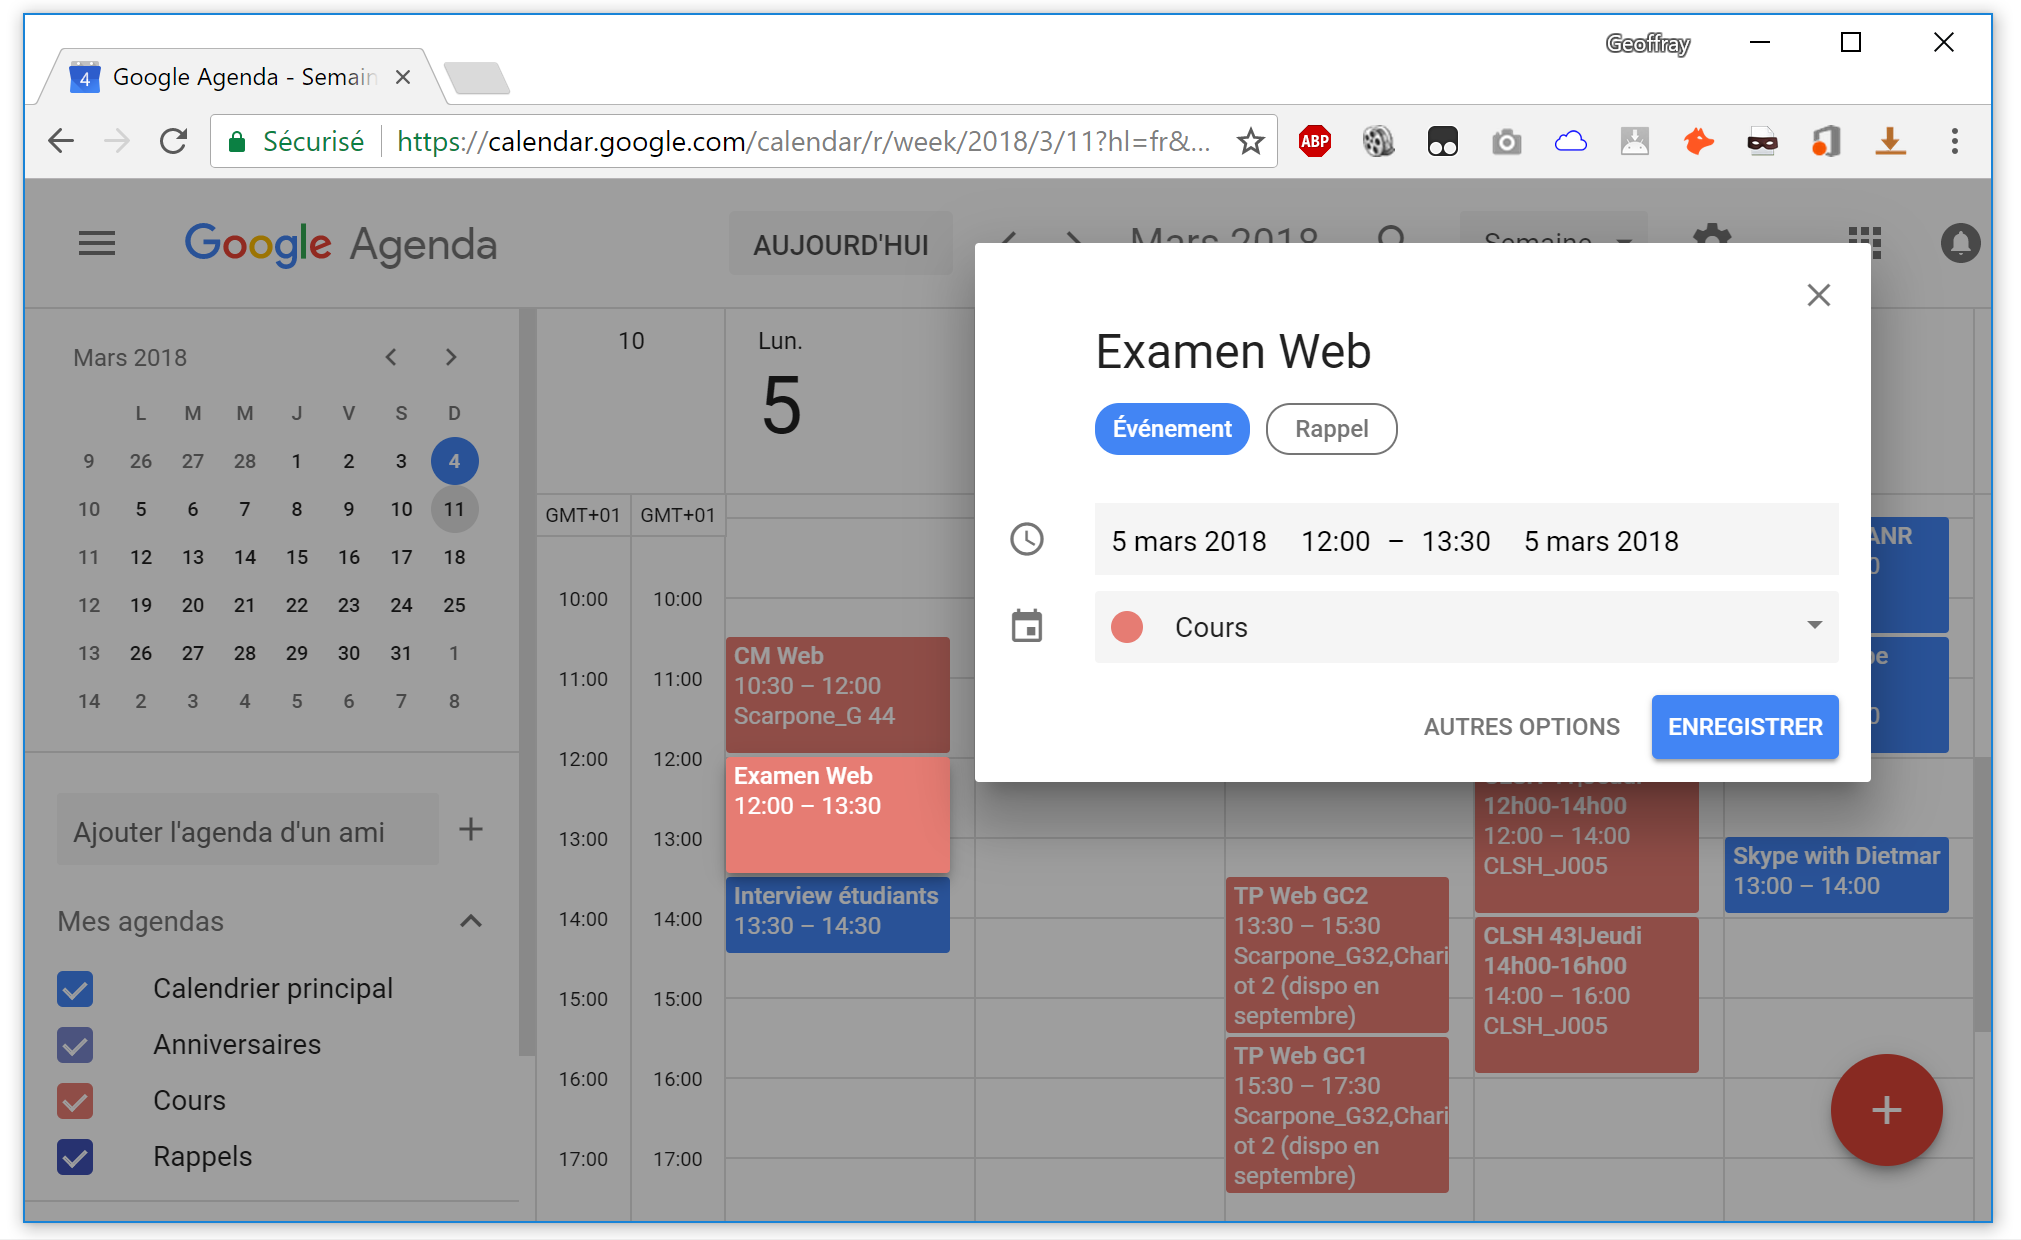 Geoffray
4 Google Agenda - Semain
Sécurisé https://calendar.google.com/calendar/r/week/2018/3/11?hl=fr&...
ABP
Google Agenda
AUJOURD'HUI
Mars 2018
Semaine
Mars 2018
L M M J V S D
9 26 27 28 1 2 3 4
10 5 6 7 8 9 10 11
11 12 13 14 15 16 17 18
12 19 20 21 22 23 24 25
13 26 27 28 29 30 31 1
14 2 3 4 5 6 7 8
Ajouter l'agenda d'un ami
Mes agendas
Calendrier principal
Anniversaires
Cours
Rappels
10
Lun.
5
GMT+01 GMT+01
10:00 10:00
11:00 11:00
12:00 12:00
13:00 13:00
14:00 14:00
15:00 15:00
16:00 16:00
17:00 17:00
CM Web
10:30 – 12:00
Scarpone_G 44
Examen Web
12:00 – 13:30
Interview étudiants
13:30 – 14:30
Examen Web
Événement
Rappel
5 mars 2018 12:00 – 13:30 5 mars 2018
Cours
AUTRES OPTIONS
ENREGISTRER
TP Web GC2
13:30 – 15:30
Scarpone_G32,Chari
ot 2 (dispo en
septembre)
TP Web GC1
15:30 – 17:30
Scarpone_G32,Chari
ot 2 (dispo en
septembre)
12h00-14h00
12:00 – 14:00
CLSH_J005
CLSH 43|Jeudi
14h00-16h00
14:00 – 16:00
CLSH_J005
ANR
Skype with Dietmar
13:00 – 14:00